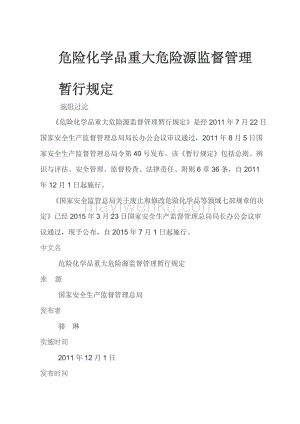 危险化学品重大危险源监督管理
暂行规定
编辑讨论
《危险化学品重大危险源监督管理暂行规定》是经 2011 年 7 月 22 日
国家安全生产监督管理总局局长办公会议审议通过，2011 年 8 月 5 日国
家安全生产监督管理总局令第 40 号发布。该《暂行规定》包括总则、辨
识与评估、安全管理、监督检查、法律责任、附则 6 章 36 条，自 2011
年 12 月 1 日起施行。
《国家安全监管总局关于废止和修改危险化学品等领域七部规章的决
定》已经 2015 年 3 月 23 日国家安全生产监督管理总局局长办公会议审
议通过，现予公布，自 2015 年 7 月 1 日起施行。
中文名
危险化学品重大危险源监督管理暂行规定
来 源
国家安全生产监督管理总局
发布者
骆 琳
实施时间
2011 年 12 月 1 日
发布时间